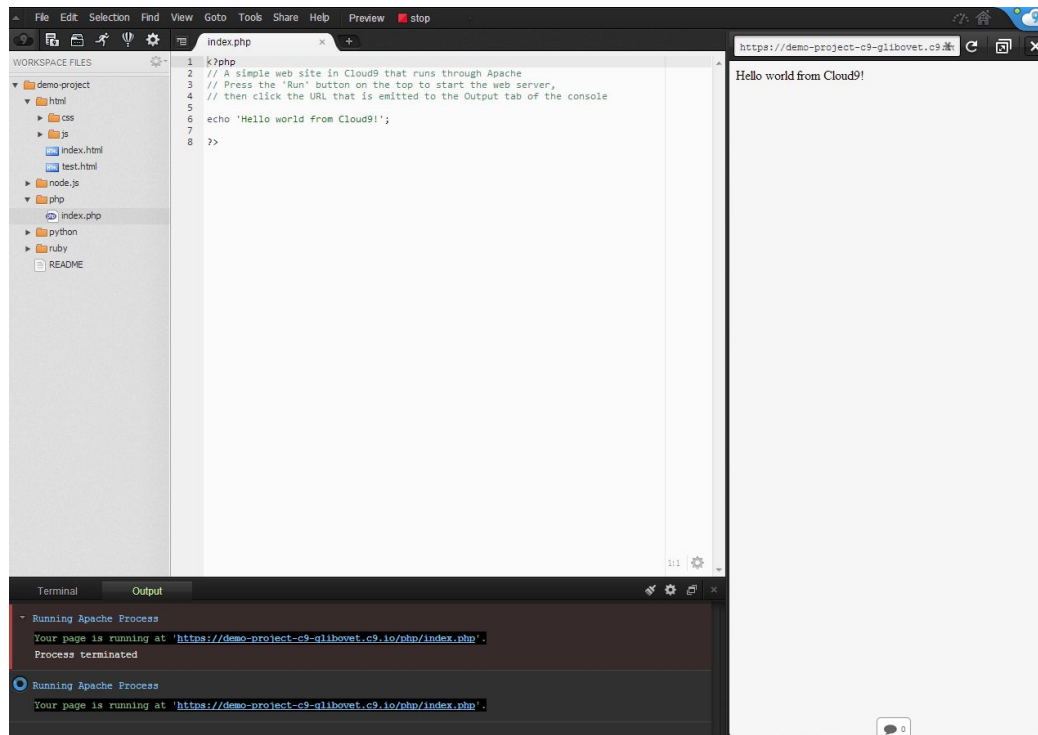 File Edit Selection Find View Goto Tools Share Help Preview stop
index.php
WORKSPACE FILES
demo-project
html
css
js
index.html
test.html
node.js
php
index.php
python
ruby
README
1 <?php
2 // A simple web site in Cloud9 that runs through Apache
3 // Press the 'Run' button on the top to start the web server,
4 // then click the URL that is emitted to the Output tab of the console
5
6 echo 'Hello world from Cloud9!';
7
8 ?>
1:1
https://demo-project-c9-glibovet.c9
Hello world from Cloud9!
0
Terminal Output
Running Apache Process
Your page is running at 'https://demo-project-c9-glibovet.c9.io/php/index.php'.
Process terminated
Running Apache Process
Your page is running at 'https://demo-project-c9-glibovet.c9.io/php/index.php'.